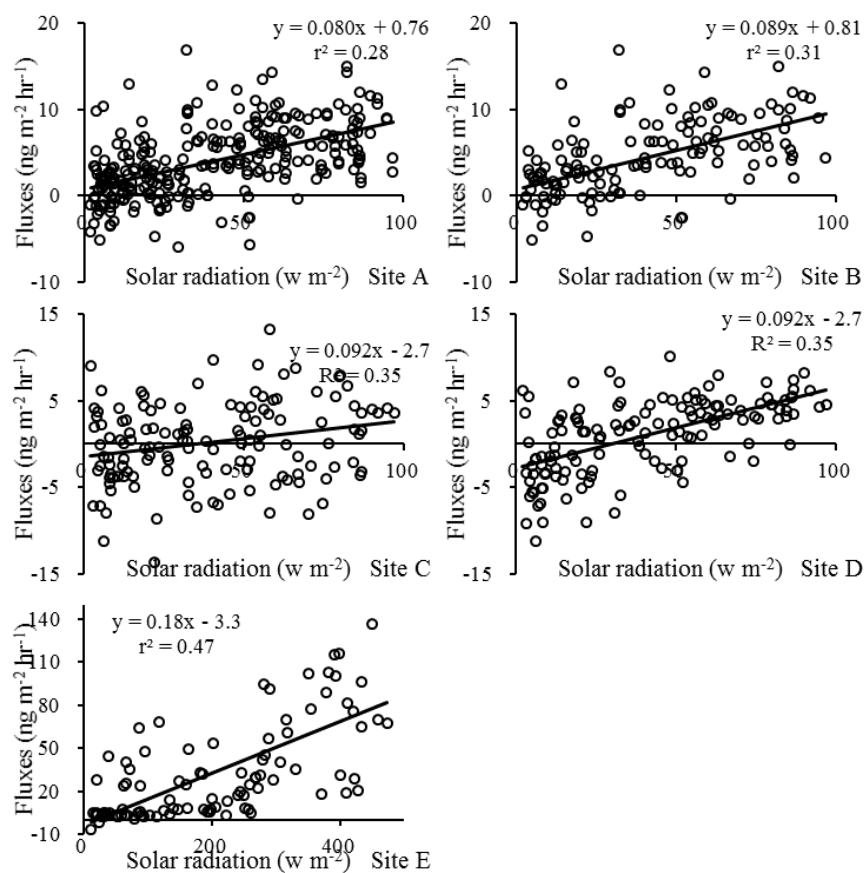 20
10
0
-10
Fluxes (ng m⁻² hr⁻¹)
y = 0.080x + 0.76
r² = 0.28
0
50
100
Solar radiation (w m⁻²) Site A
20
10
0
-10
Fluxes (ng m⁻² hr⁻¹)
y = 0.089x + 0.81
r² = 0.31
0
50
100
Solar radiation (w m⁻²) Site B
15
5
-5
-15
Fluxes (ng m⁻² hr⁻¹)
y = 0.092x - 2.7
R² = 0.35
0
50
100
Solar radiation (w m⁻²) Site C
15
5
-5
-15
Fluxes (ng m⁻² hr⁻¹)
y = 0.092x - 2.7
R² = 0.35
0
50
100
Solar radiation (w m⁻²) Site D
140
80
20
-10
Fluxes (ng m⁻² hr⁻¹)
y = 0.18x - 3.3
r² = 0.47
0
200
400
Solar radiation (w m⁻²) Site E